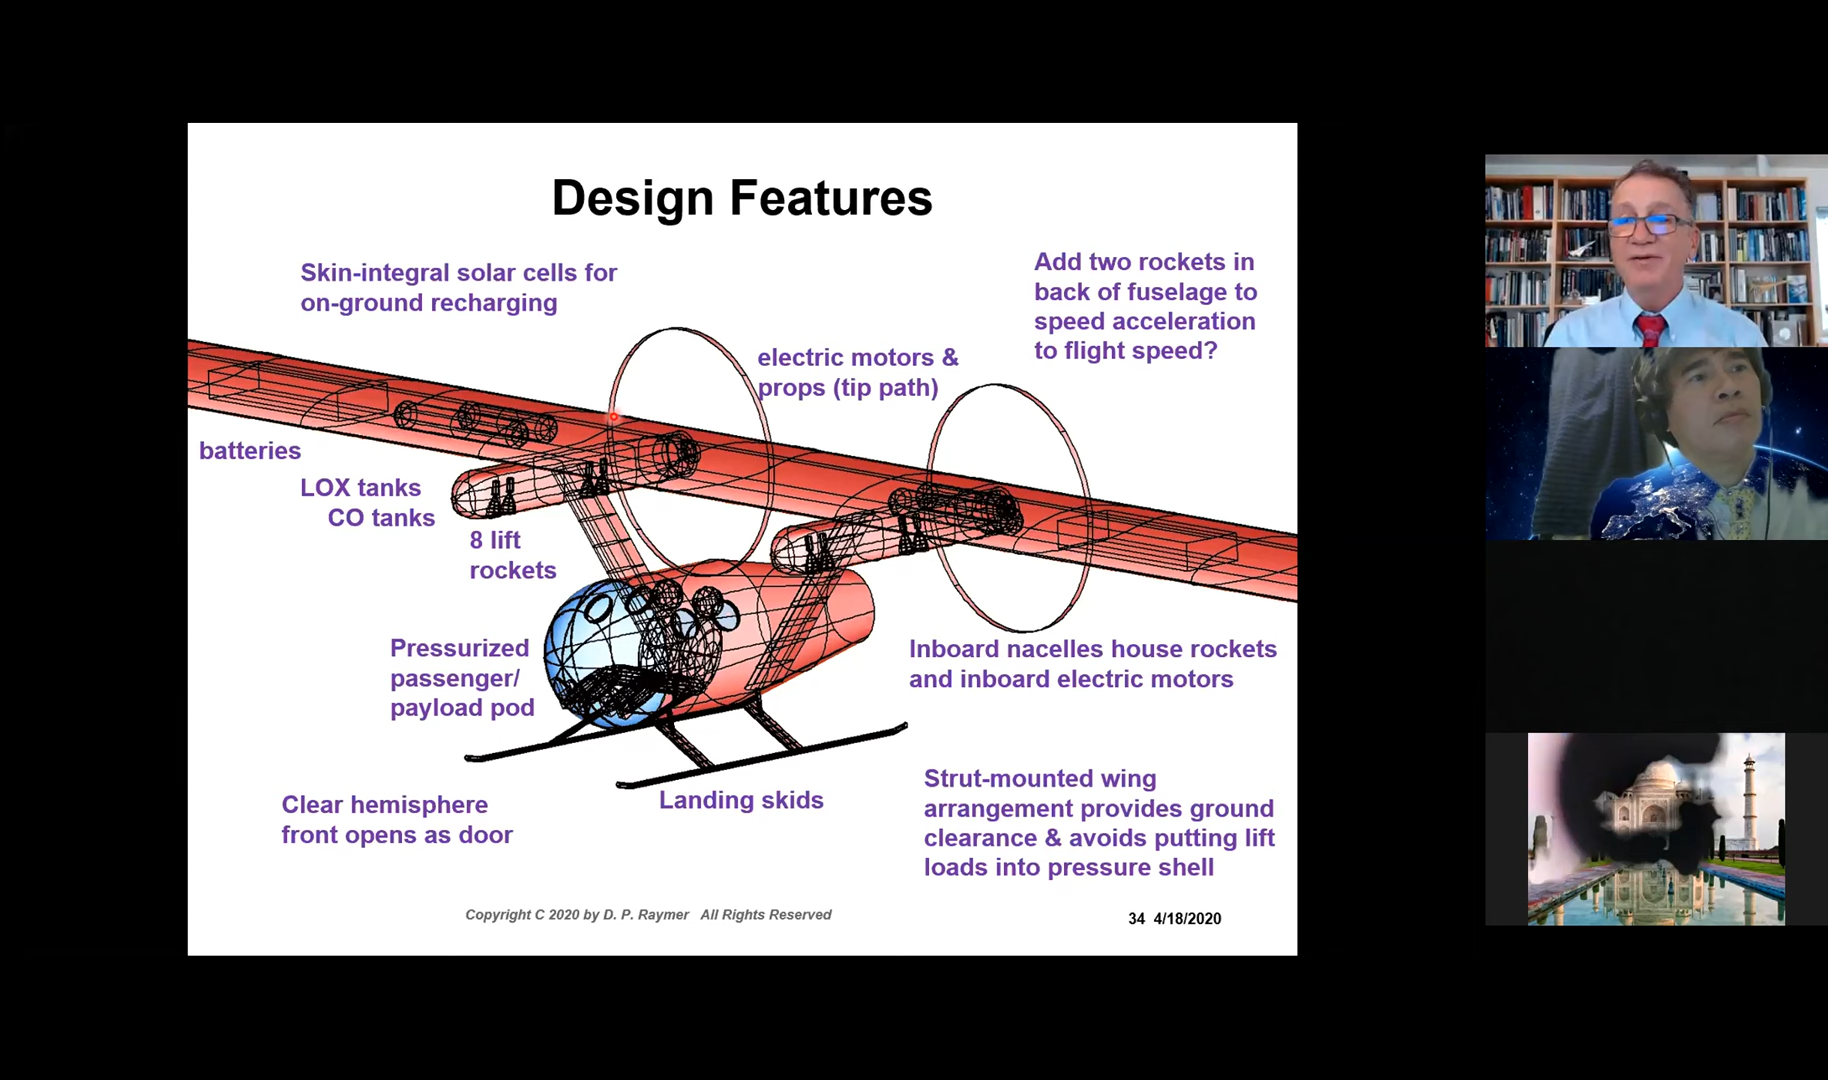 Design Features
Skin-integral solar cells for
on-ground recharging
Add two rockets in
back of fuselage to
speed acceleration
to flight speed?
electric motors &
props (tip path)
batteries
LOX tanks
CO tanks
8 lift
rockets
Pressurized
passenger/
payload pod
Inboard nacelles house rockets
and inboard electric motors
Clear hemisphere
front opens as door
Landing skids
Strut-mounted wing
arrangement provides ground
clearance & avoids putting lift
loads into pressure shell
Copyright C 2020 by D. P. Raymer All Rights Reserved
34 4/18/2020